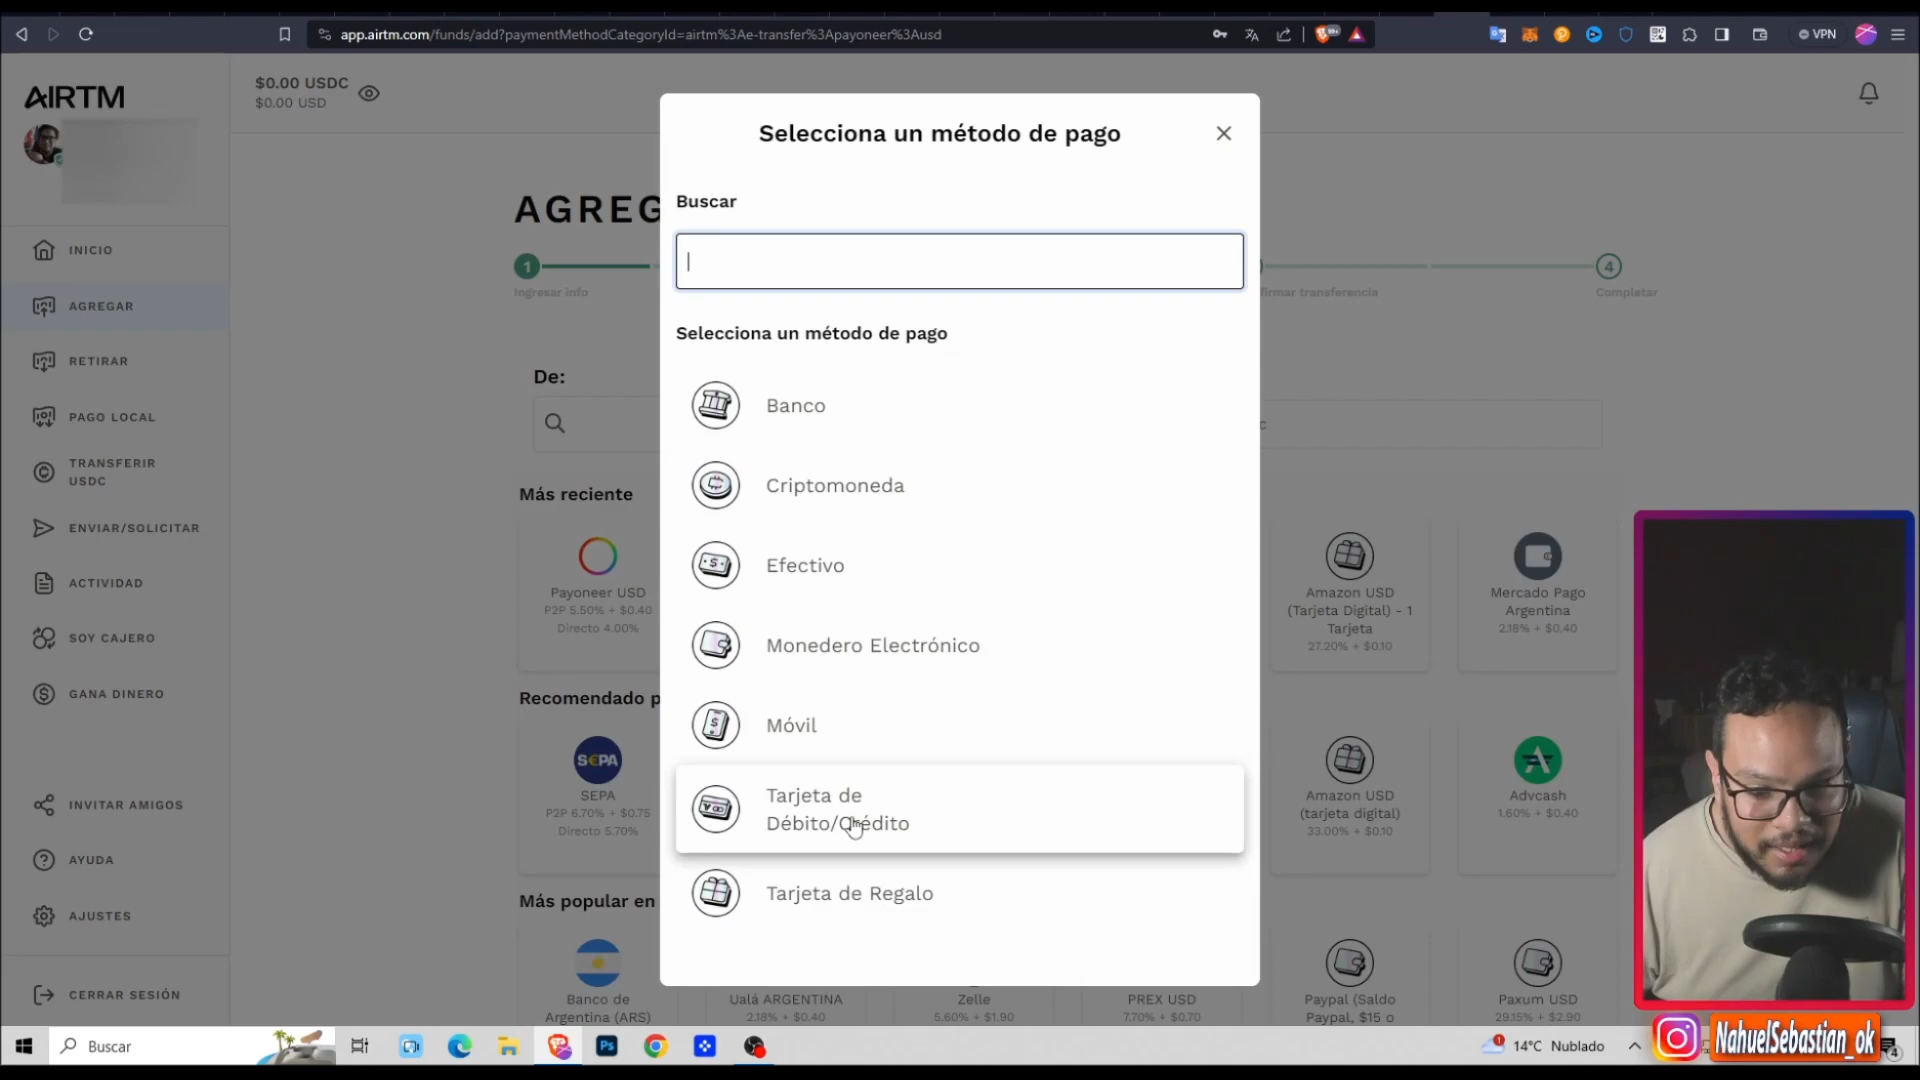 app.airtm.com/funds/add?paymentMethodCategoryId=airtm%3Ae-transfer%3Apayoneer%3Ausd
VPN
AIRTM
$0.00 USDC
$0.00 USD
INICIO
AGREGAR
RETIRAR
PAGO LOCAL
TRANSFERIR
USDC
ENVIAR/SOLICITAR
ACTIVIDAD
SOY CAJERO
GANA DINERO
INVITAR AMIGOS
AYUDA
AJUSTES
CERRAR SESIÓN
AGREG
1
Ingresar info
firmar transferencia
4
Completar
De:
Más reciente
Payoneer USD
P2P 5.50% + $0.40
Directo 4.00%
Amazon USD
(Tarjeta Digital) - 1
Tarjeta
27.20% + $0.10
Mercado Pago
Argentina
2.18% + $0.40
Recomendado p
SEPA
SEPA
P2P 6.70% + $0.75
Directo 5.70%
Amazon USD
(tarjeta digital)
33.00% + $0.10
Advcash
1.60% + $0.40
Más popular en
Banco de
Argentina (ARS)
Ualá ARGENTINA
2.18% + $0.40
Zelle
5.60% + $1.90
PREX USD
7.70% + $0.70
Paypal (Saldo
Paypal, $15 o
Paxum USD
29.15% + $2.90
Selecciona un método de pago
Buscar
Selecciona un método de pago
Banco
Criptomoneda
Efectivo
Monedero Electrónico
Móvil
Tarjeta de
Débito/Crédito
Tarjeta de Regalo
Buscar
Ps
14°C Nublado
NahuelSebastian_ok
4